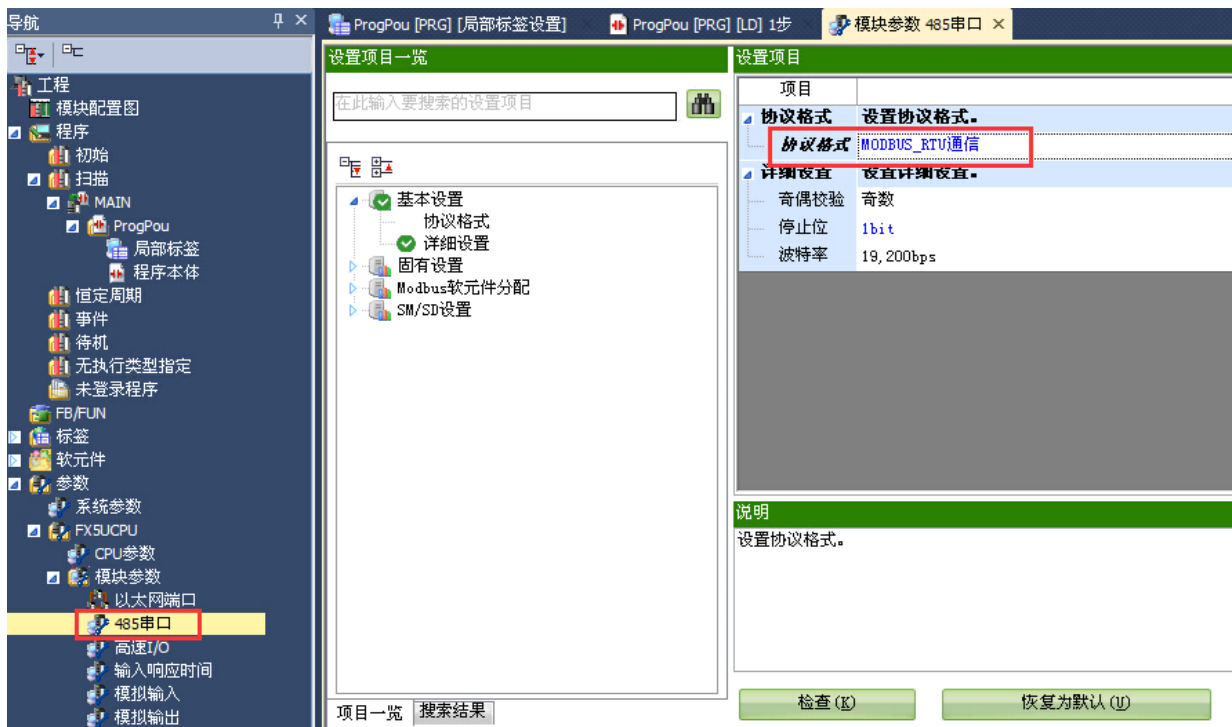 导航
工程
模块配置图
程序
初始
扫描
MAIN
ProgPou
局部标签
程序本体
恒定周期
事件
待机
无执行类型指定
未登录程序
FB/FUN
标签
软元件
参数
系统参数
FX5UCPU
CPU参数
模块参数
以太网端口
485串口
高速I/O
输入响应时间
模拟输入
模拟输出
ProgPou [PRG] [局部标签设置]
ProgPou [PRG] [LD] 1步
模块参数 485串口
设置项目一览
在此输入要搜索的设置项目
基本设置
协议格式
详细设置
固有设置
Modbus软元件分配
SM/SD设置
项目一览
搜索结果
设置项目
项目
协议格式 设置协议格式。
协议格式 MODBUS_RTU通信
详细设置 设置详细设置。
奇偶校验 奇数
停止位 1bit
波特率 19,200bps
说明
设置协议格式。
检查(K)
恢复为默认(U)